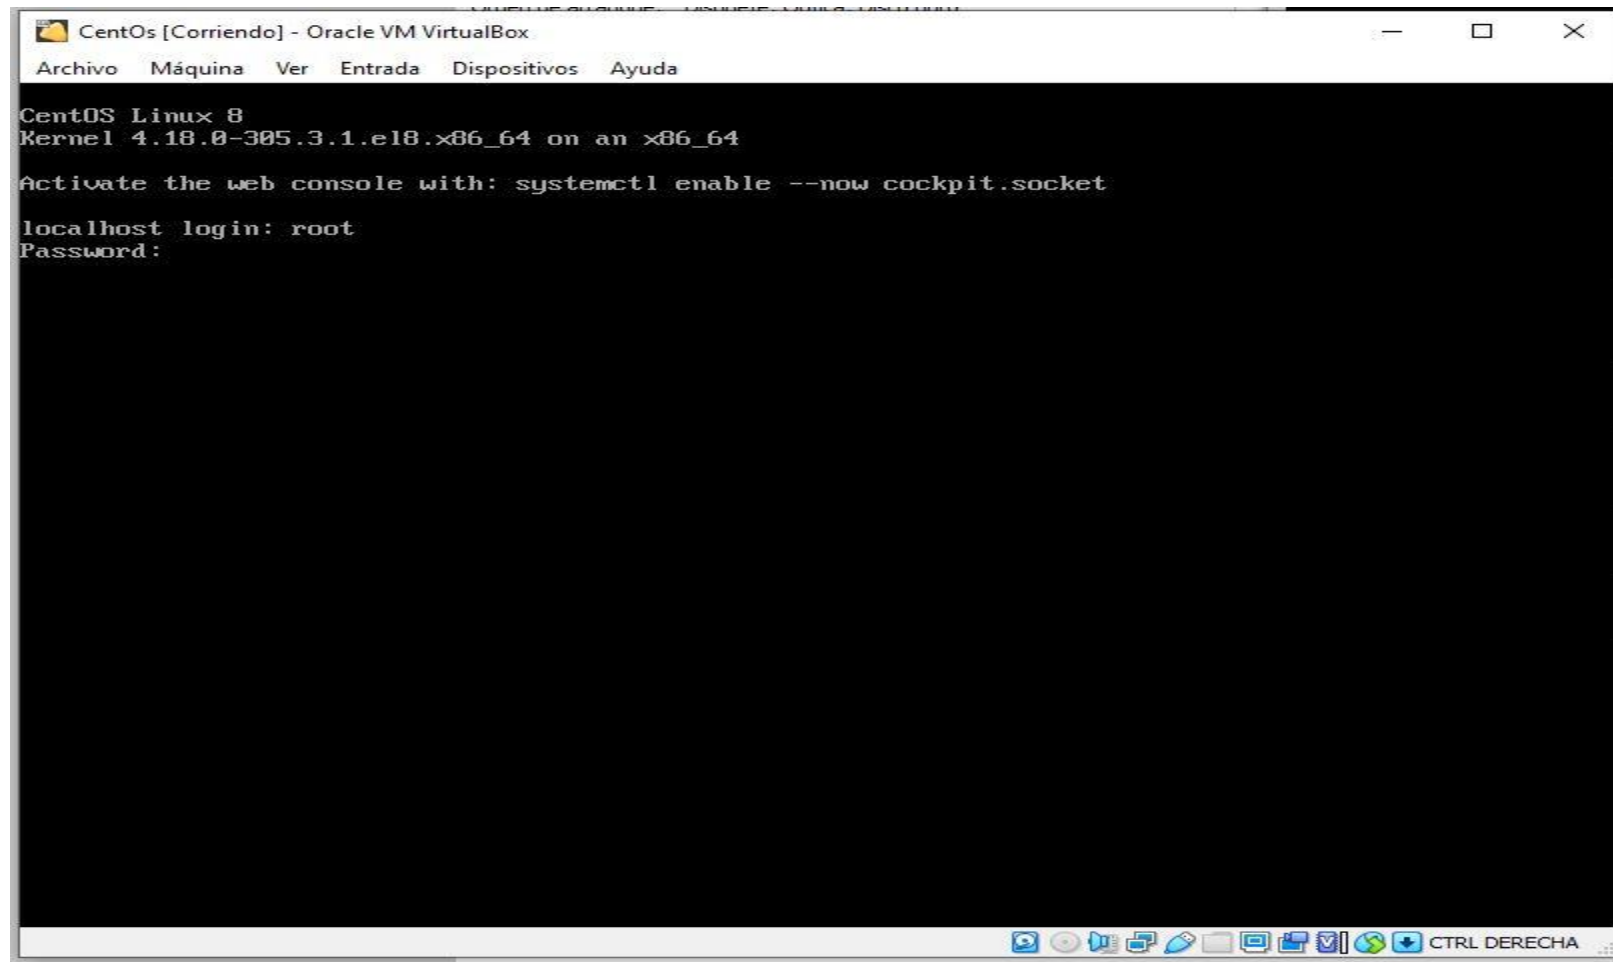 CentOs [Corriendo] - Oracle VM VirtualBox
Archivo Máquina Ver Entrada Dispositivos Ayuda
CentOS Linux 8
Kernel 4.18.0-305.3.1.el8.x86_64 on an x86_64
Activate the web console with: systemctl enable --now cockpit.socket
localhost login: root
Password:
CTRL DERECHA